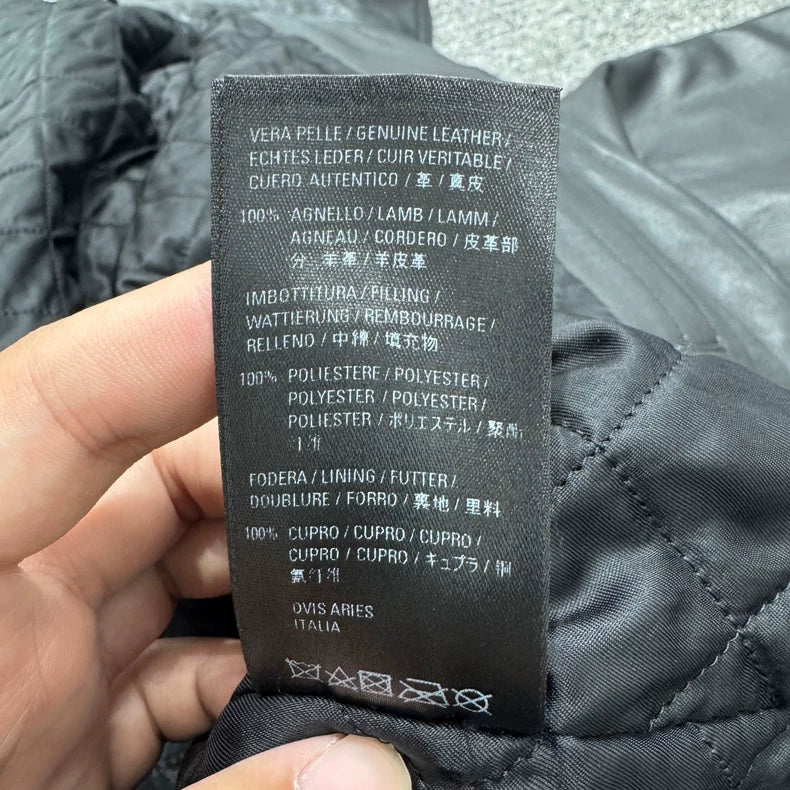 VERA PELLE / GENUINE LEATHER /
ECHTES LEDER / CUIR VERITABLE /
CUERO AUTENTICO / 革 / 真皮
100% AGNELLO / LAMB / LAMM /
AGNEAU / CORDERO / 皮革部
分 羊革 / 羊皮革
IMBOTTITURA / FILLING /
WATTIERUNG / REMBOURRAGE /
RELLENO / 中綿 / 填充物
100% POLIESTERE / POLYESTER /
POLYESTER / POLYESTER /
POLIESTER / ポリエステル / 聚酯
纤维
FODERA / LINING / FUTTER /
DOUBLURE / FORRO / 裏地 / 里料
100% CUPRO / CUPRO / CUPRO /
CUPRO / CUPRO / キュプラ / 铜
氨纤维
OVIS ARIES
ITALIA